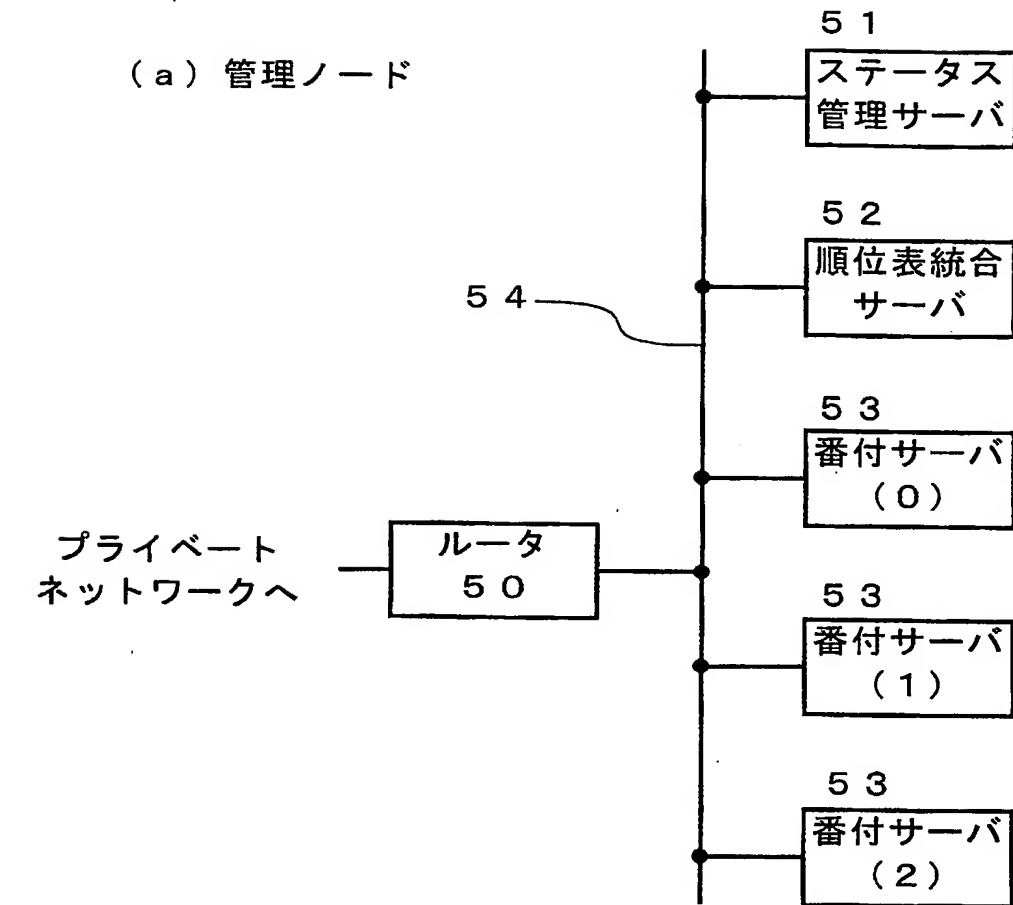 (a)管理ノード
51
ステータス
管理サーバ
52
順位表統合
サーバ
54
53
番付サーバ
(0)
プライベート
ネットワークへ
ルータ
50
53
番付サーバ
(1)
53
番付サーバ
(2)